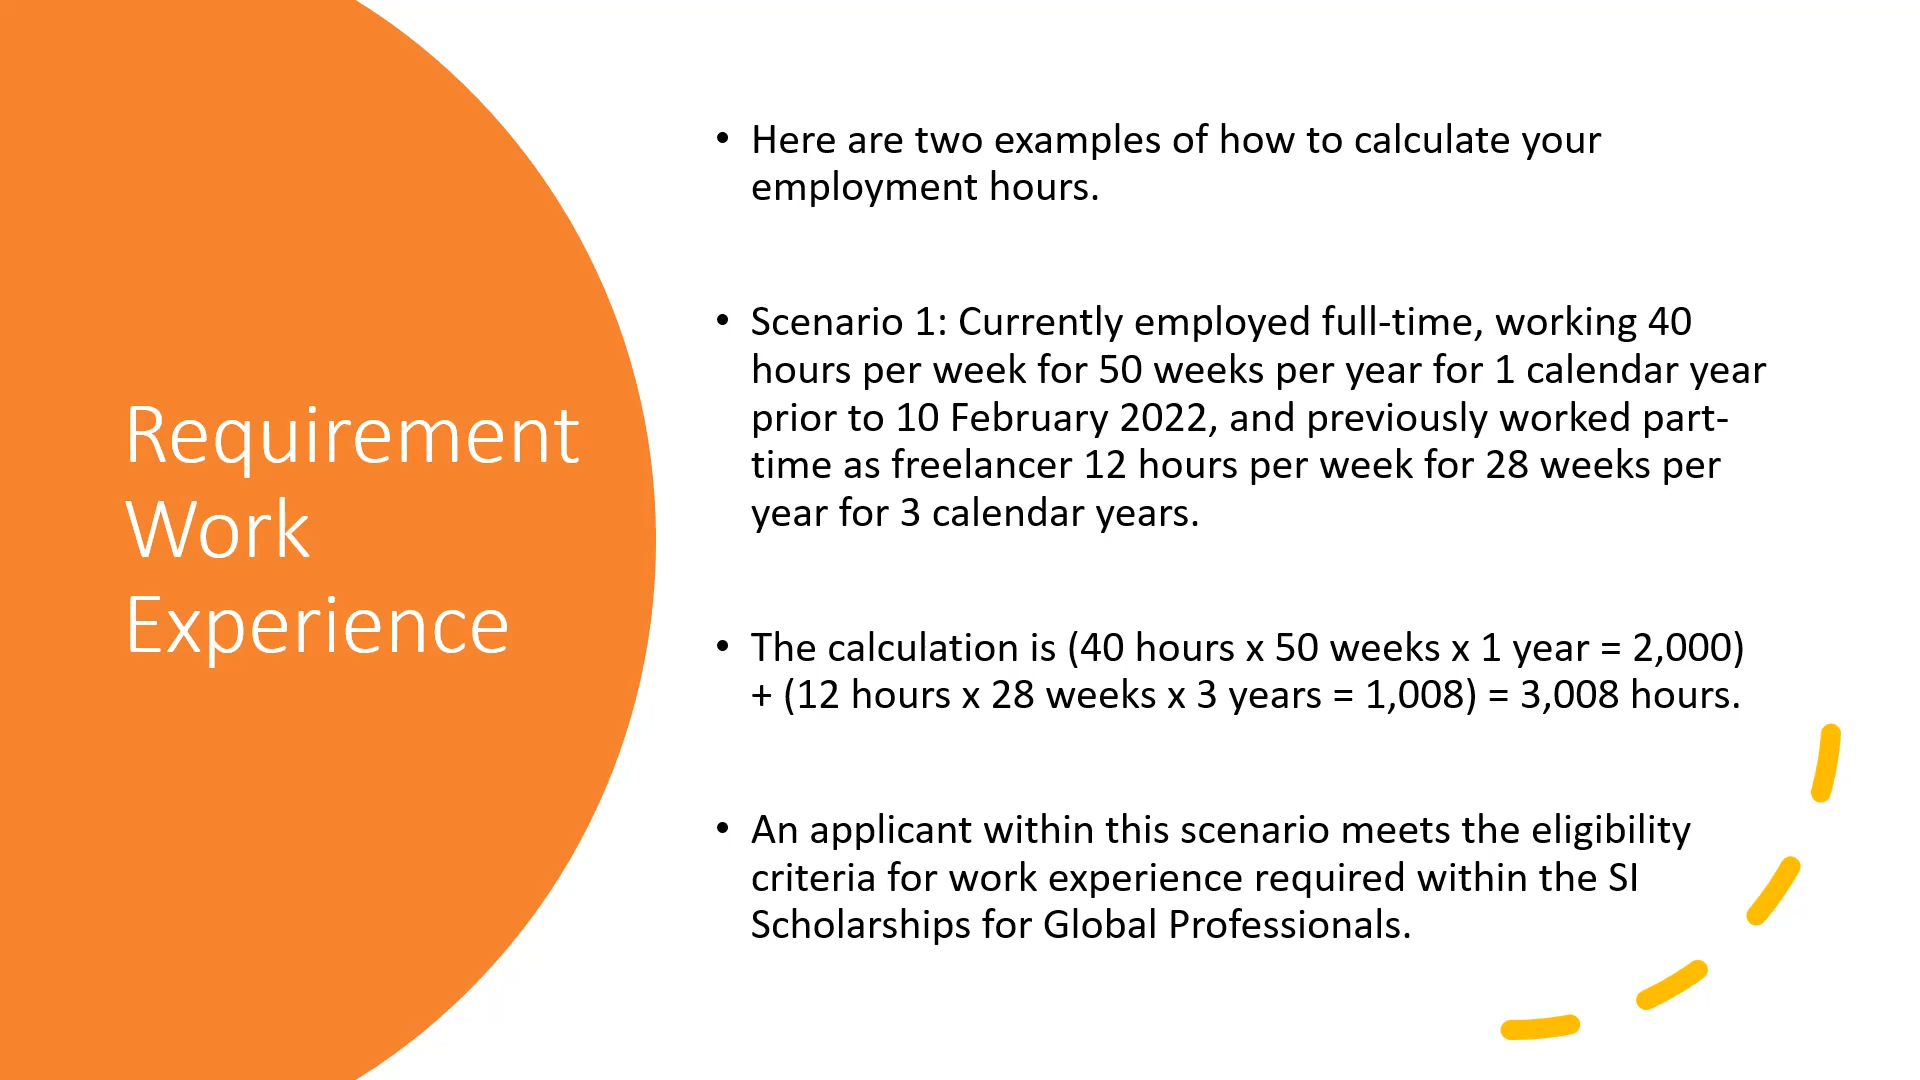 Requirement
Work
Experience
• Here are two examples of how to calculate your
employment hours.
• Scenario 1: Currently employed full-time, working 40
hours per week for 50 weeks per year for 1 calendar year
prior to 10 February 2022, and previously worked part-
time as freelancer 12 hours per week for 28 weeks per
year for 3 calendar years.
• The calculation is (40 hours x 50 weeks x 1 year = 2,000)
+ (12 hours x 28 weeks x 3 years = 1,008) = 3,008 hours.
• An applicant within this scenario meets the eligibility
criteria for work experience required within the SI
Scholarships for Global Professionals.